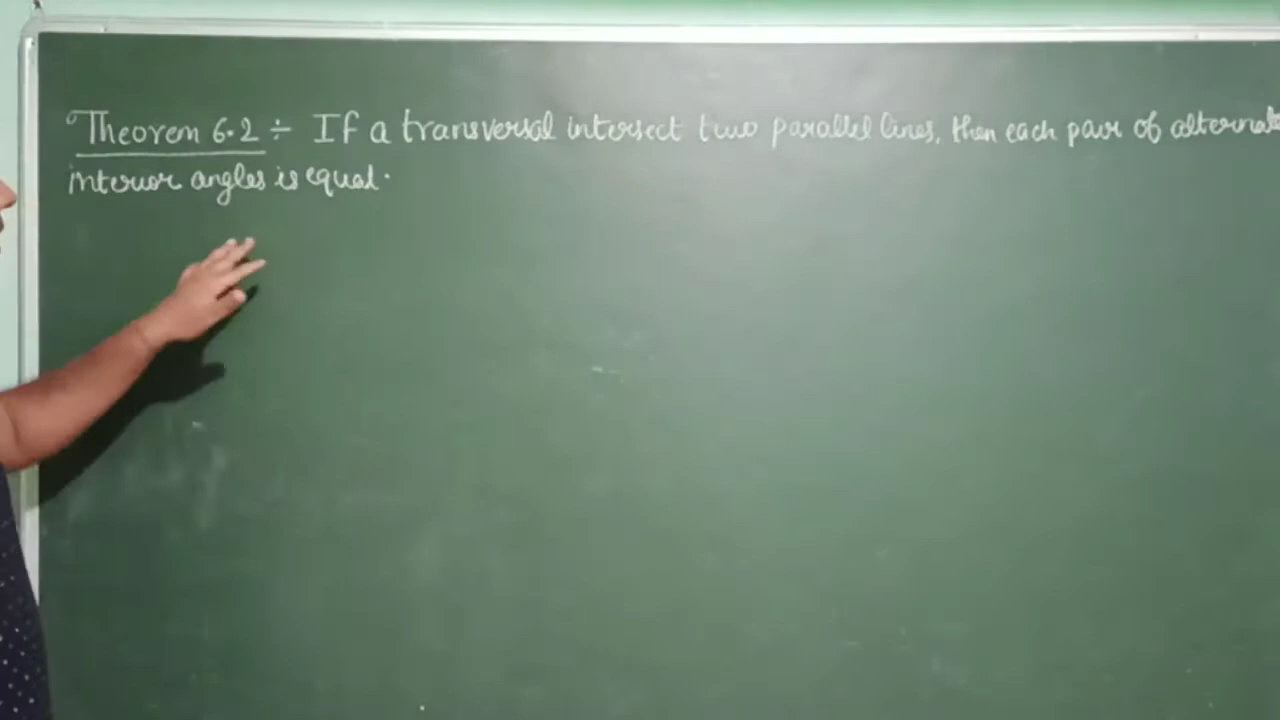 Theorem 6.2 ÷ If a transversal intersect two parallel lines, then each pair of alternate
interior angles is equal.